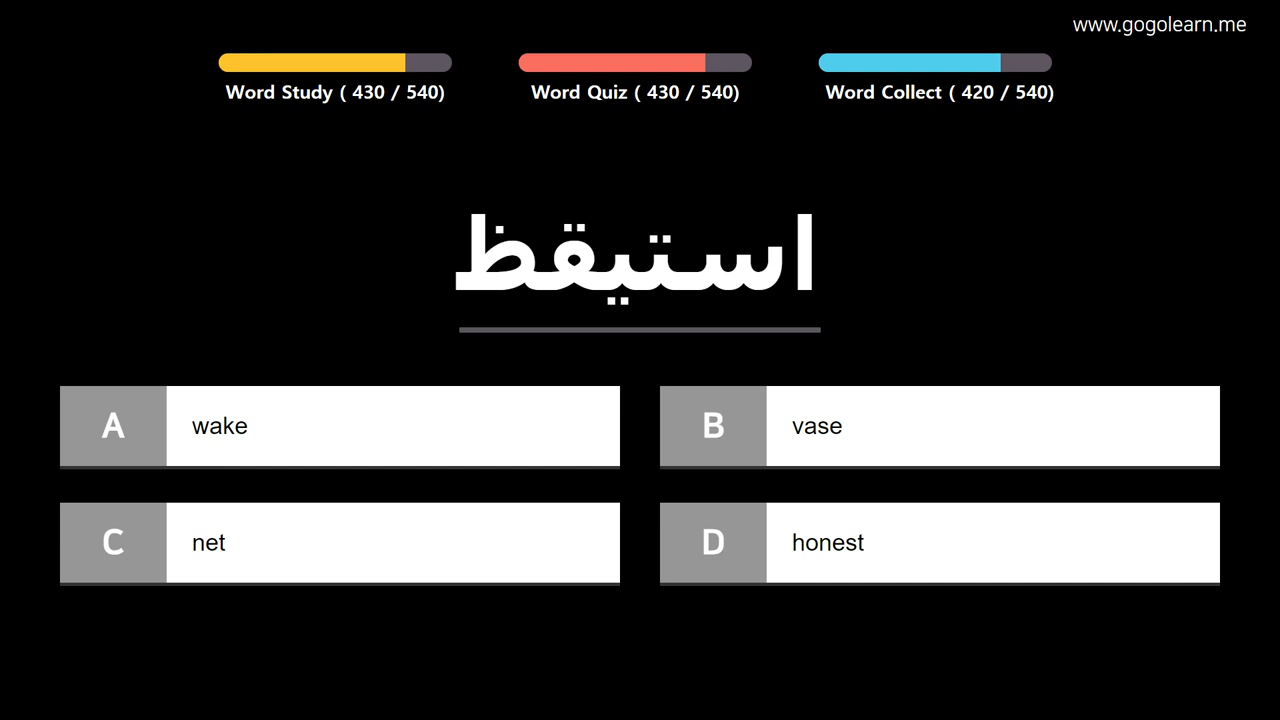 www.gogolearn.me
Word Study ( 430 / 540)
Word Quiz ( 430 / 540)
Word Collect ( 420 / 540)
استيقظ
A wake
B vase
C net
D honest